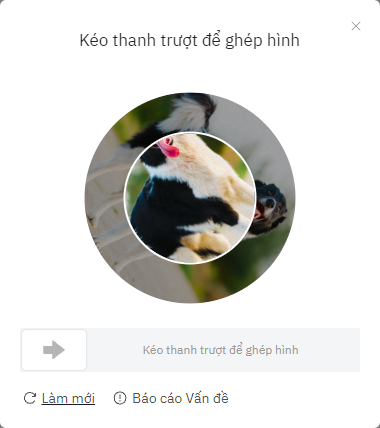 Kéo thanh trượt để ghép hình
Kéo thanh trượt để ghép hình
Làm mới
Báo cáo Vấn đề